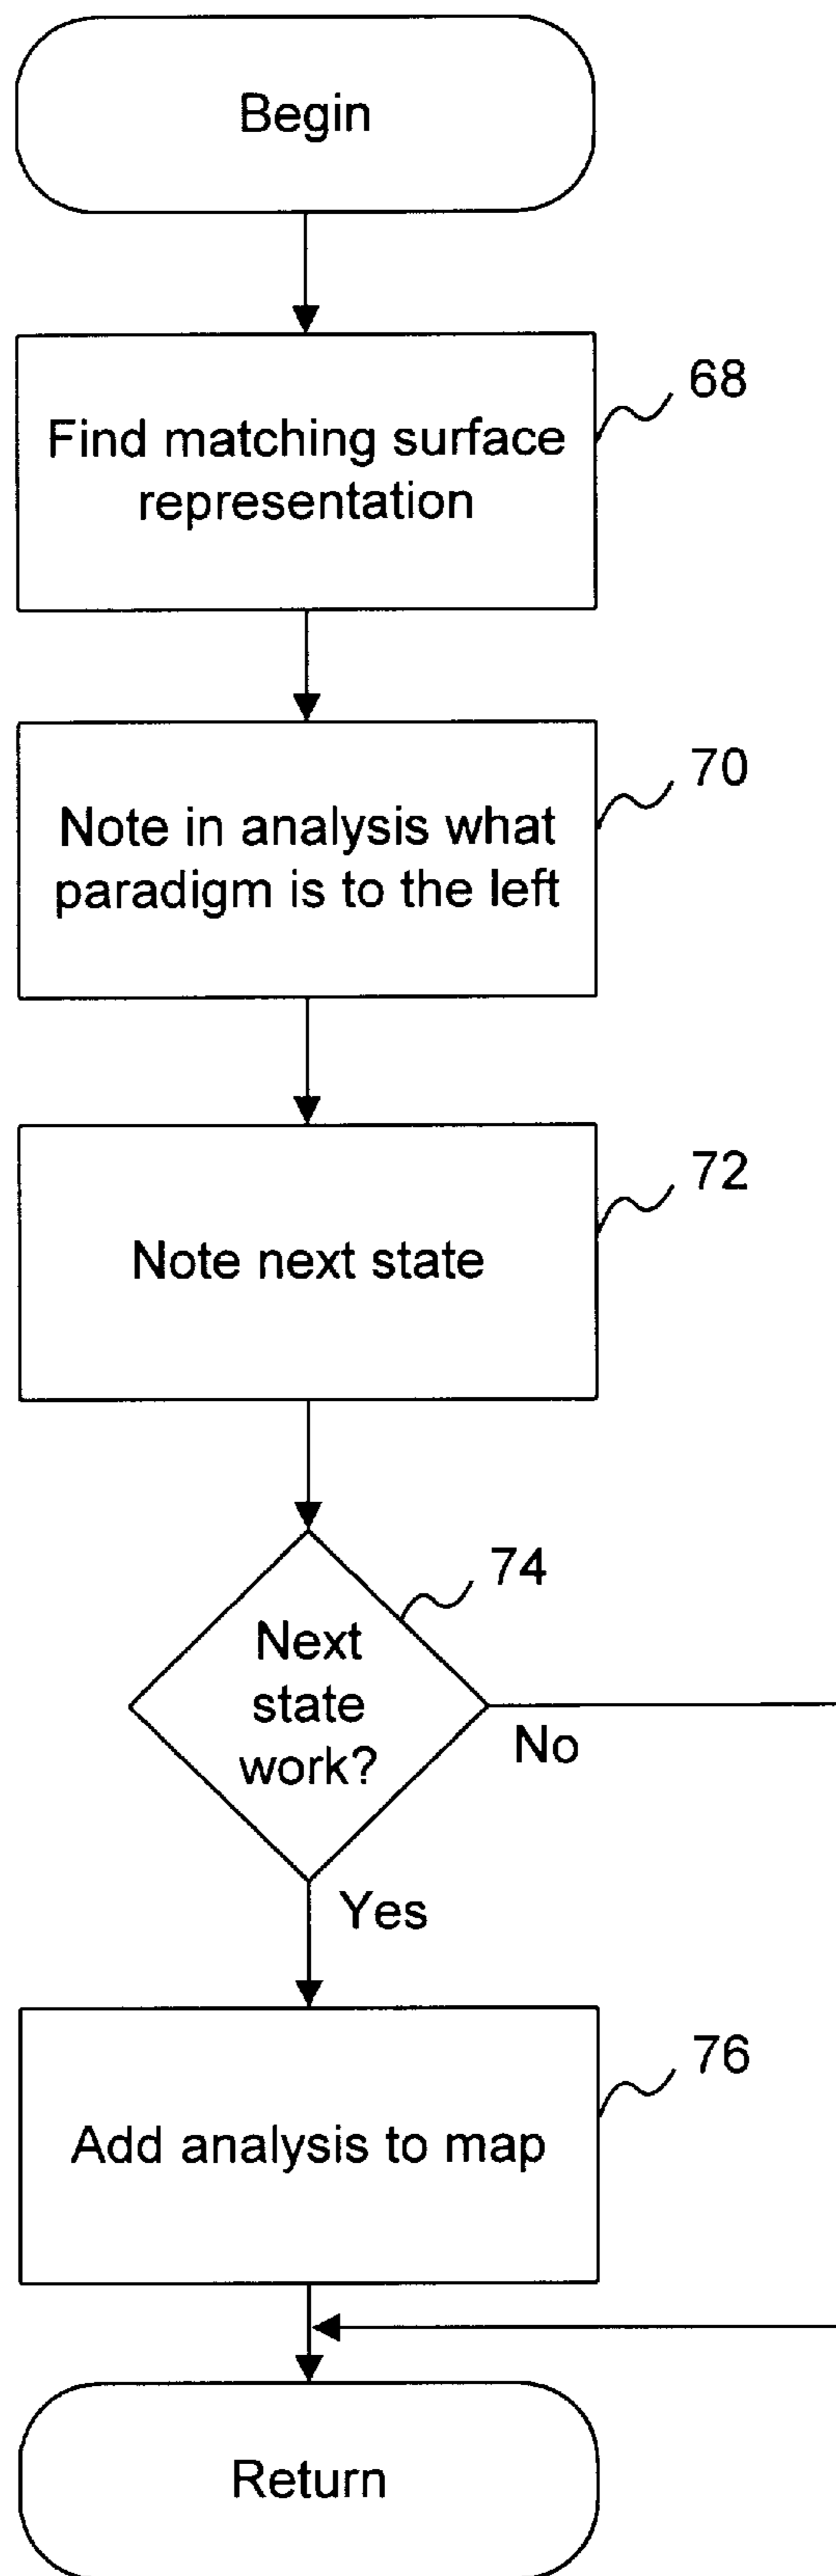 Begin
68
Find matching surface
representation
70
Note in analysis what
paradigm is to the left
72
Note next state
74
Next
state
work?
No
Yes
76
Add analysis to map
Return